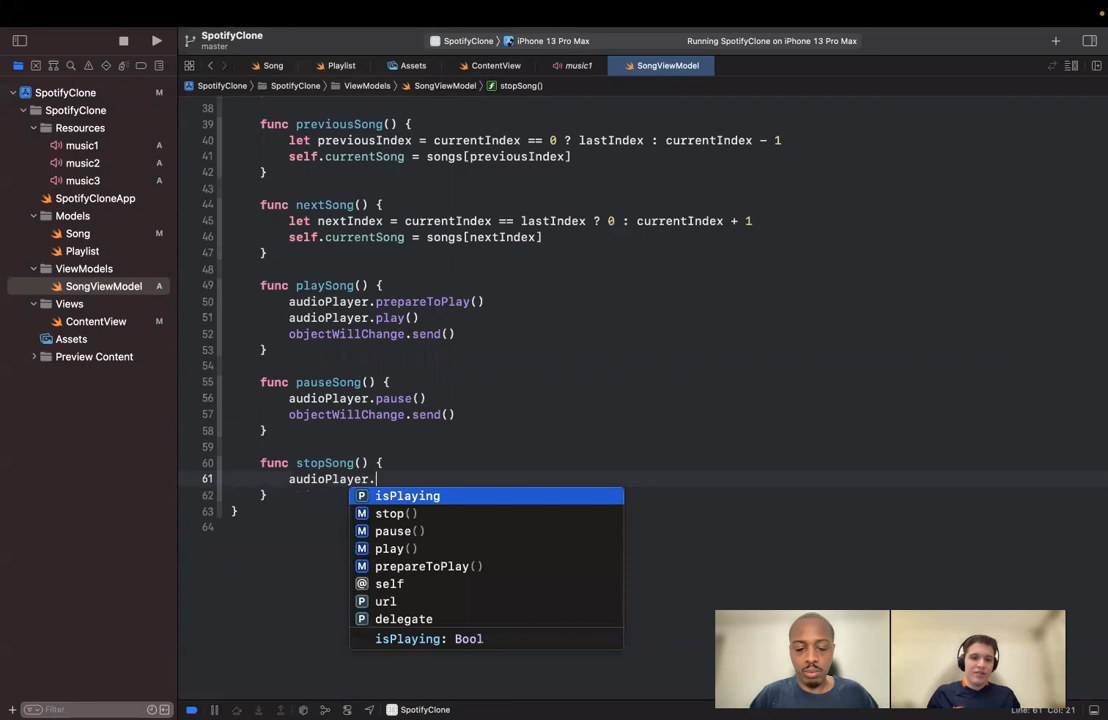 SpotifyClone
master
SpotifyClone
iPhone 13 Pro Max
Running SpotifyClone on iPhone 13 Pro Max
Song
Playlist
Assets
ContentView
music1
SongViewModel
SpotifyClone
SpotifyClone
ViewModels
SongViewModel
stopSong()
SpotifyClone M
SpotifyClone
Resources
music1 A
music2 A
music3 A
SpotifyCloneApp
Models
Song M
Playlist
ViewModels
SongViewModel A
Views
ContentView M
Assets
Preview Content
Filter
38
39 func previousSong() {
40 let previousIndex = currentIndex == 0 ? lastIndex : currentIndex - 1
41 self.currentSong = songs[previousIndex]
42 }
43
44 func nextSong() {
45 let nextIndex = currentIndex == lastIndex ? 0 : currentIndex + 1
46 self.currentSong = songs[nextIndex]
47 }
48
49 func playSong() {
50 audioPlayer.prepareToPlay()
51 audioPlayer.play()
52 objectWillChange.send()
53 }
54
55 func pauseSong() {
56 audioPlayer.pause()
57 objectWillChange.send()
58 }
59
60 func stopSong() {
61 audioPlayer.
62 }
63 }
64
P isPlaying
M stop()
M pause()
M play()
M prepareToPlay()
@ self
P url
P delegate
isPlaying: Bool
SpotifyClone
Line: 61 Col: 21